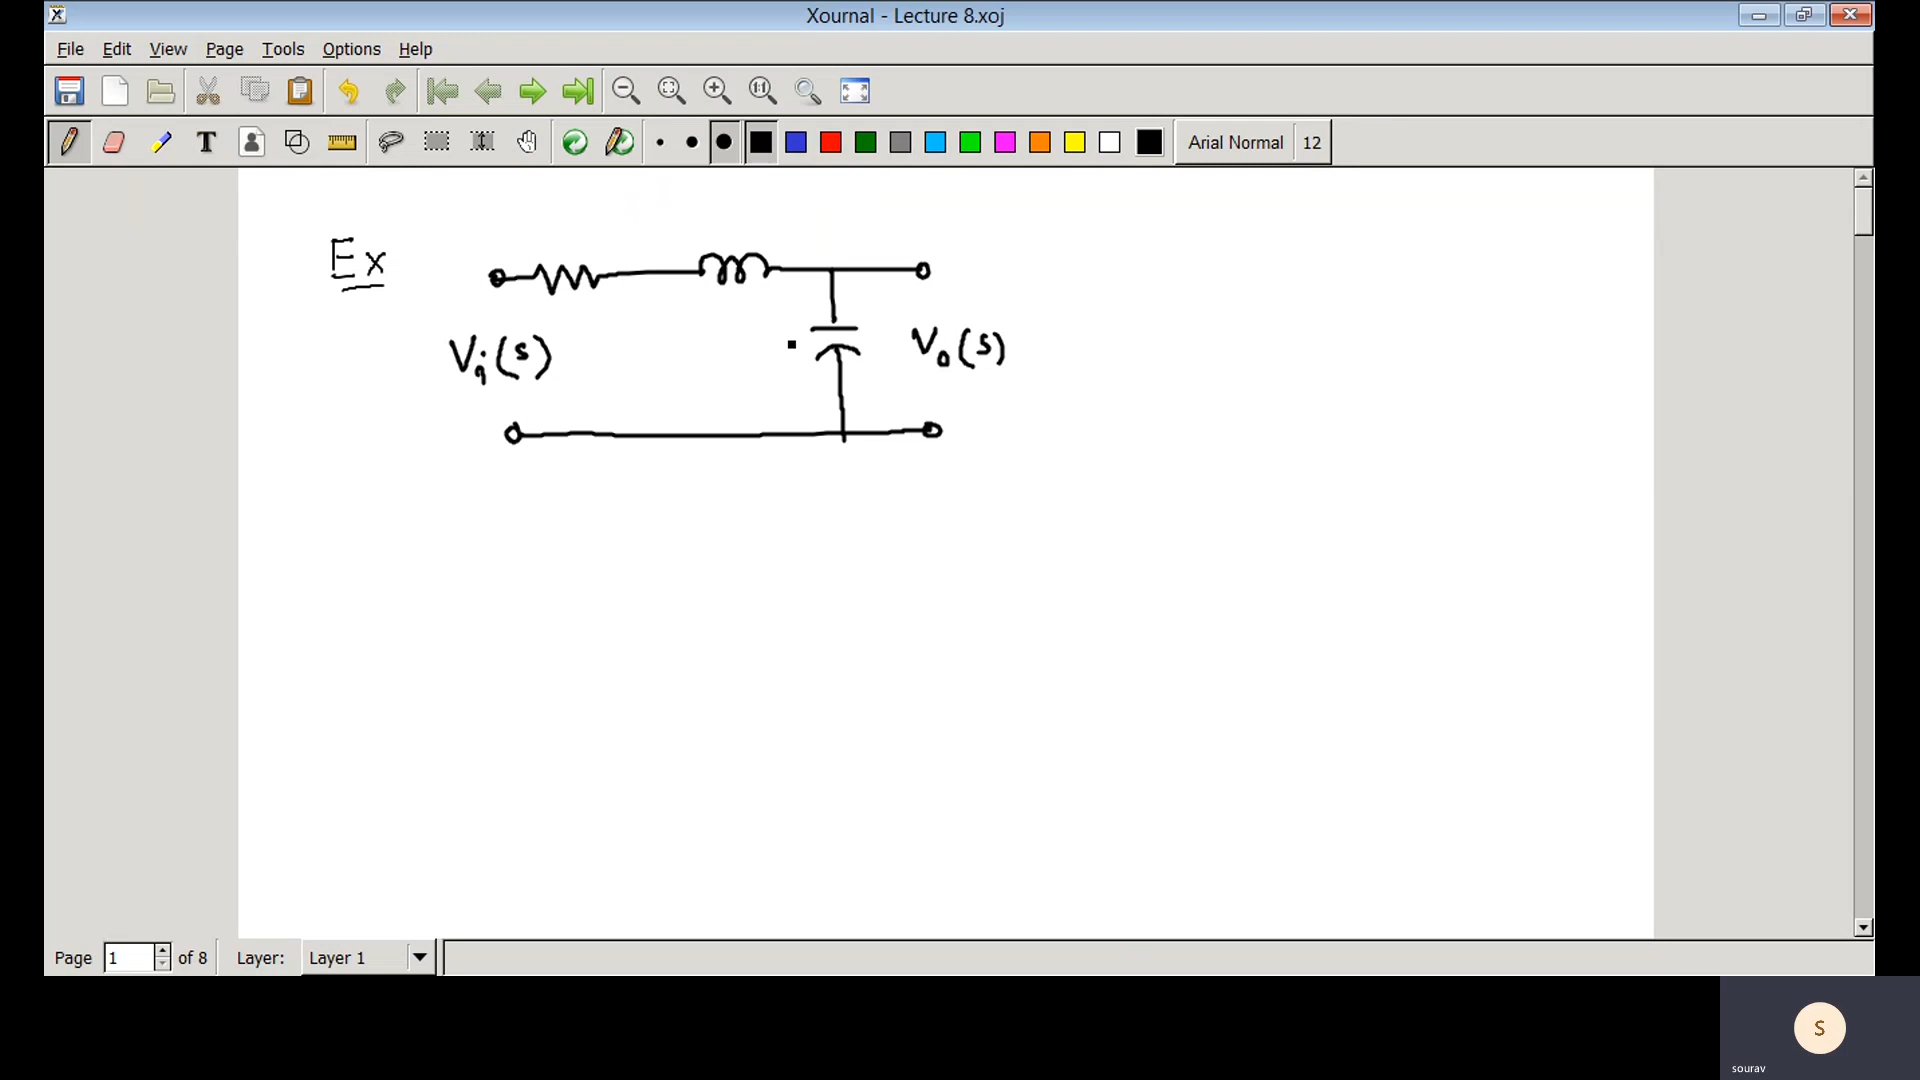 Xournal - Lecture 8.xoj
File Edit View Page Tools Options Help
T Arial Normal 12
Ex
Vi(s)
Vo(s)
Page 1 of 8 Layer: Layer 1
S
sourav